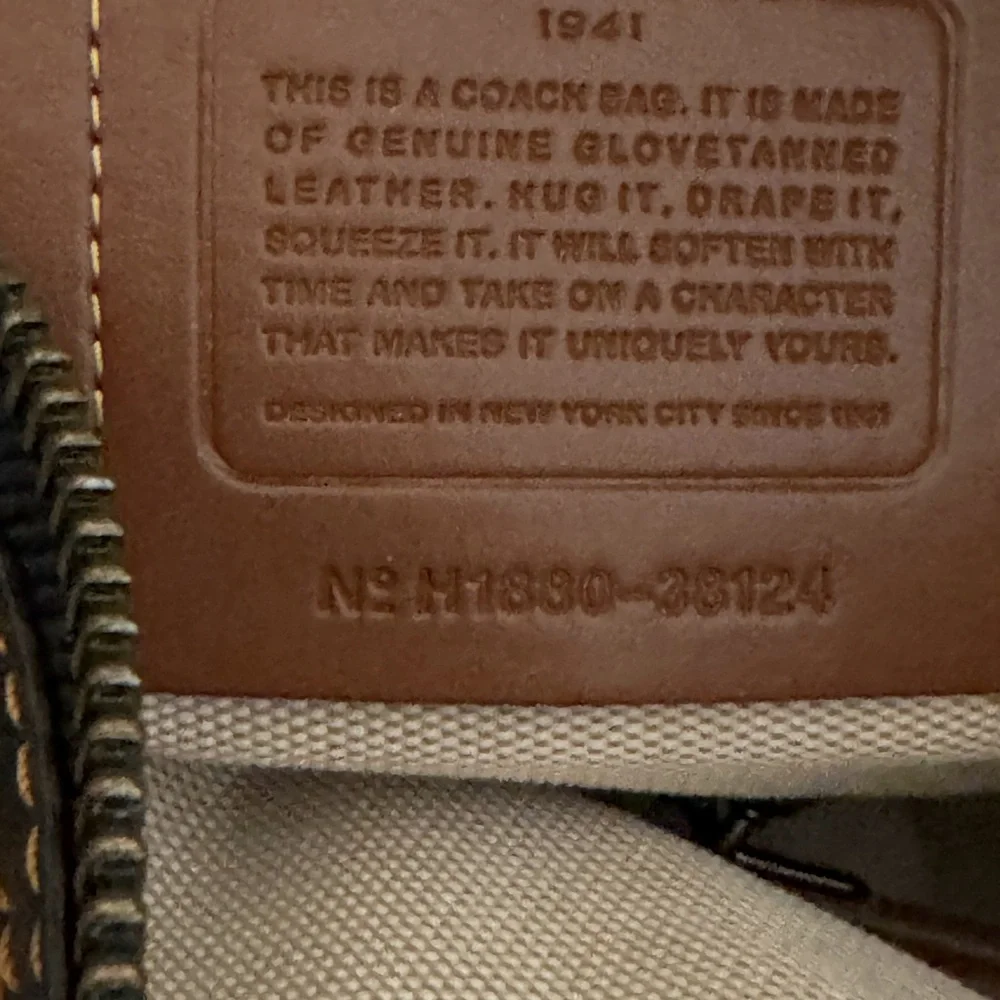 1941
THIS IS A COACH BAG. IT IS MADE
OF GENUINE GLOVETANNED
LEATHER. HUG IT, DRAPE IT,
SQUEEZE IT. IT WILL SOFTEN WITH
TIME AND TAKE ON A CHARACTER
THAT MAKES IT UNIQUELY YOURS.
DESIGNED IN NEW YORK CITY SINCE 1941
Nº H1880-38124